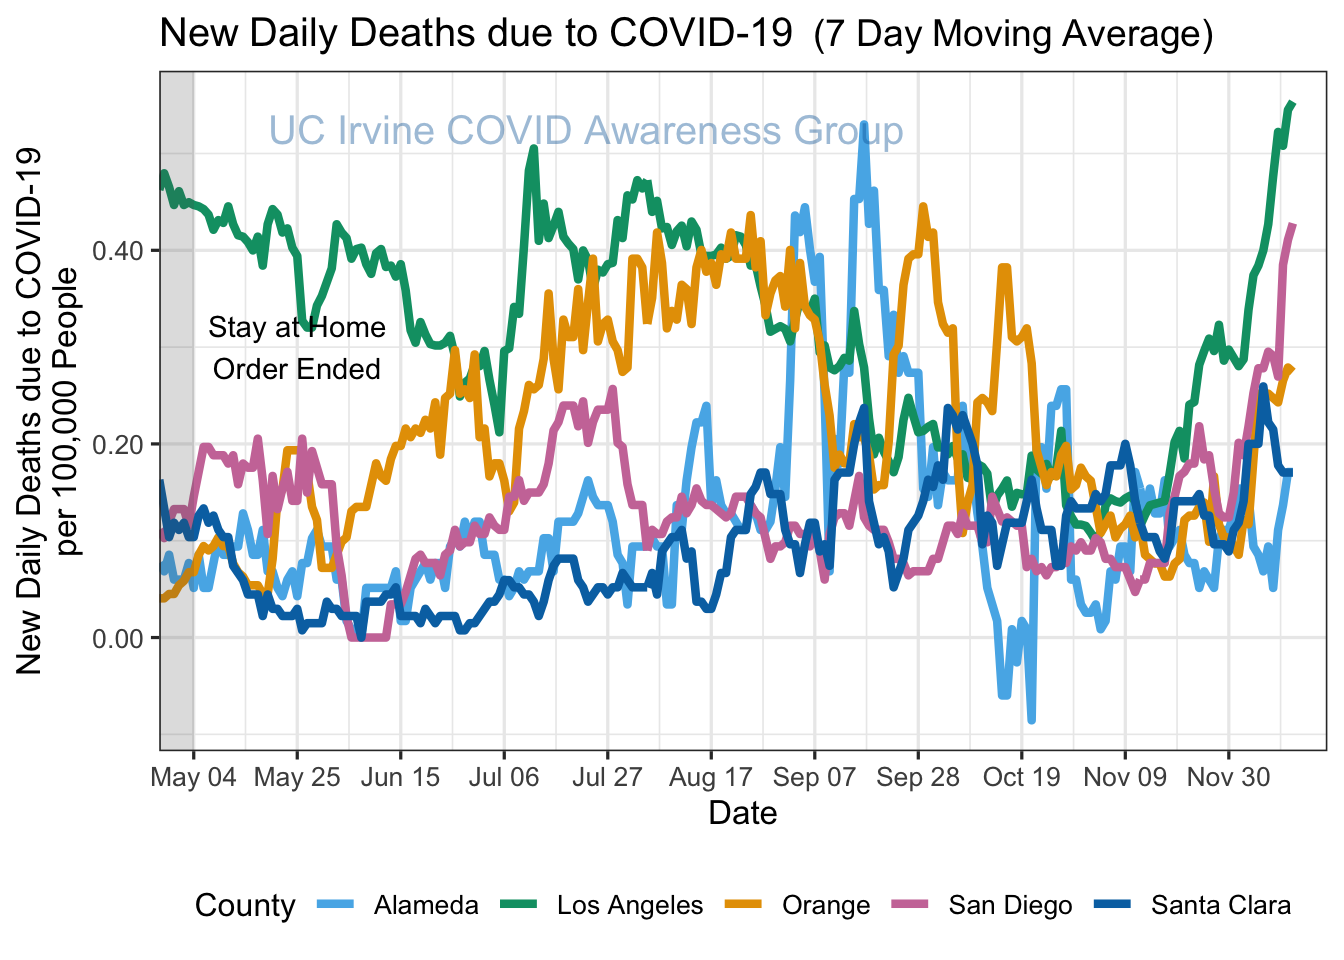 New Daily Deaths due to COVID-19 (7 Day Moving Average)
UC Irvine COVID Awareness Group
Stay at Home
Order Ended
New Daily Deaths due to COVID-19
per 100,000 People
0.40
0.20
0.00
May 04 May 25 Jun 15 Jul 06 Jul 27 Aug 17 Sep 07 Sep 28 Oct 19 Nov 09 Nov 30
Date
County Alameda Los Angeles Orange San Diego Santa Clara